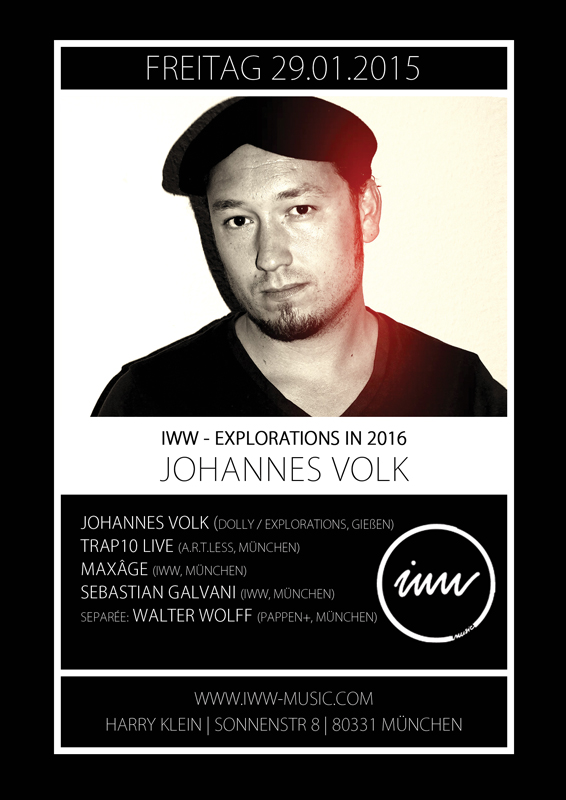 FREITAG 29.01.2015
IWW - EXPLORATIONS IN 2016
JOHANNES VOLK
JOHANNES VOLK (DOLLY / EXPLORATIONS, GIEßEN)
TRAP10 LIVE (A.R.T.LESS, MÜNCHEN)
MAXÂGE (IWW, MÜNCHEN)
SEBASTIAN GALVANI (IWW, MÜNCHEN)
SEPARÉE: WALTER WOLFF (PAPPEN+, MÜNCHEN)
iww
music
WWW.IWW-MUSIC.COM
HARRY KLEIN | SONNENSTR 8 | 80331 MÜNCHEN